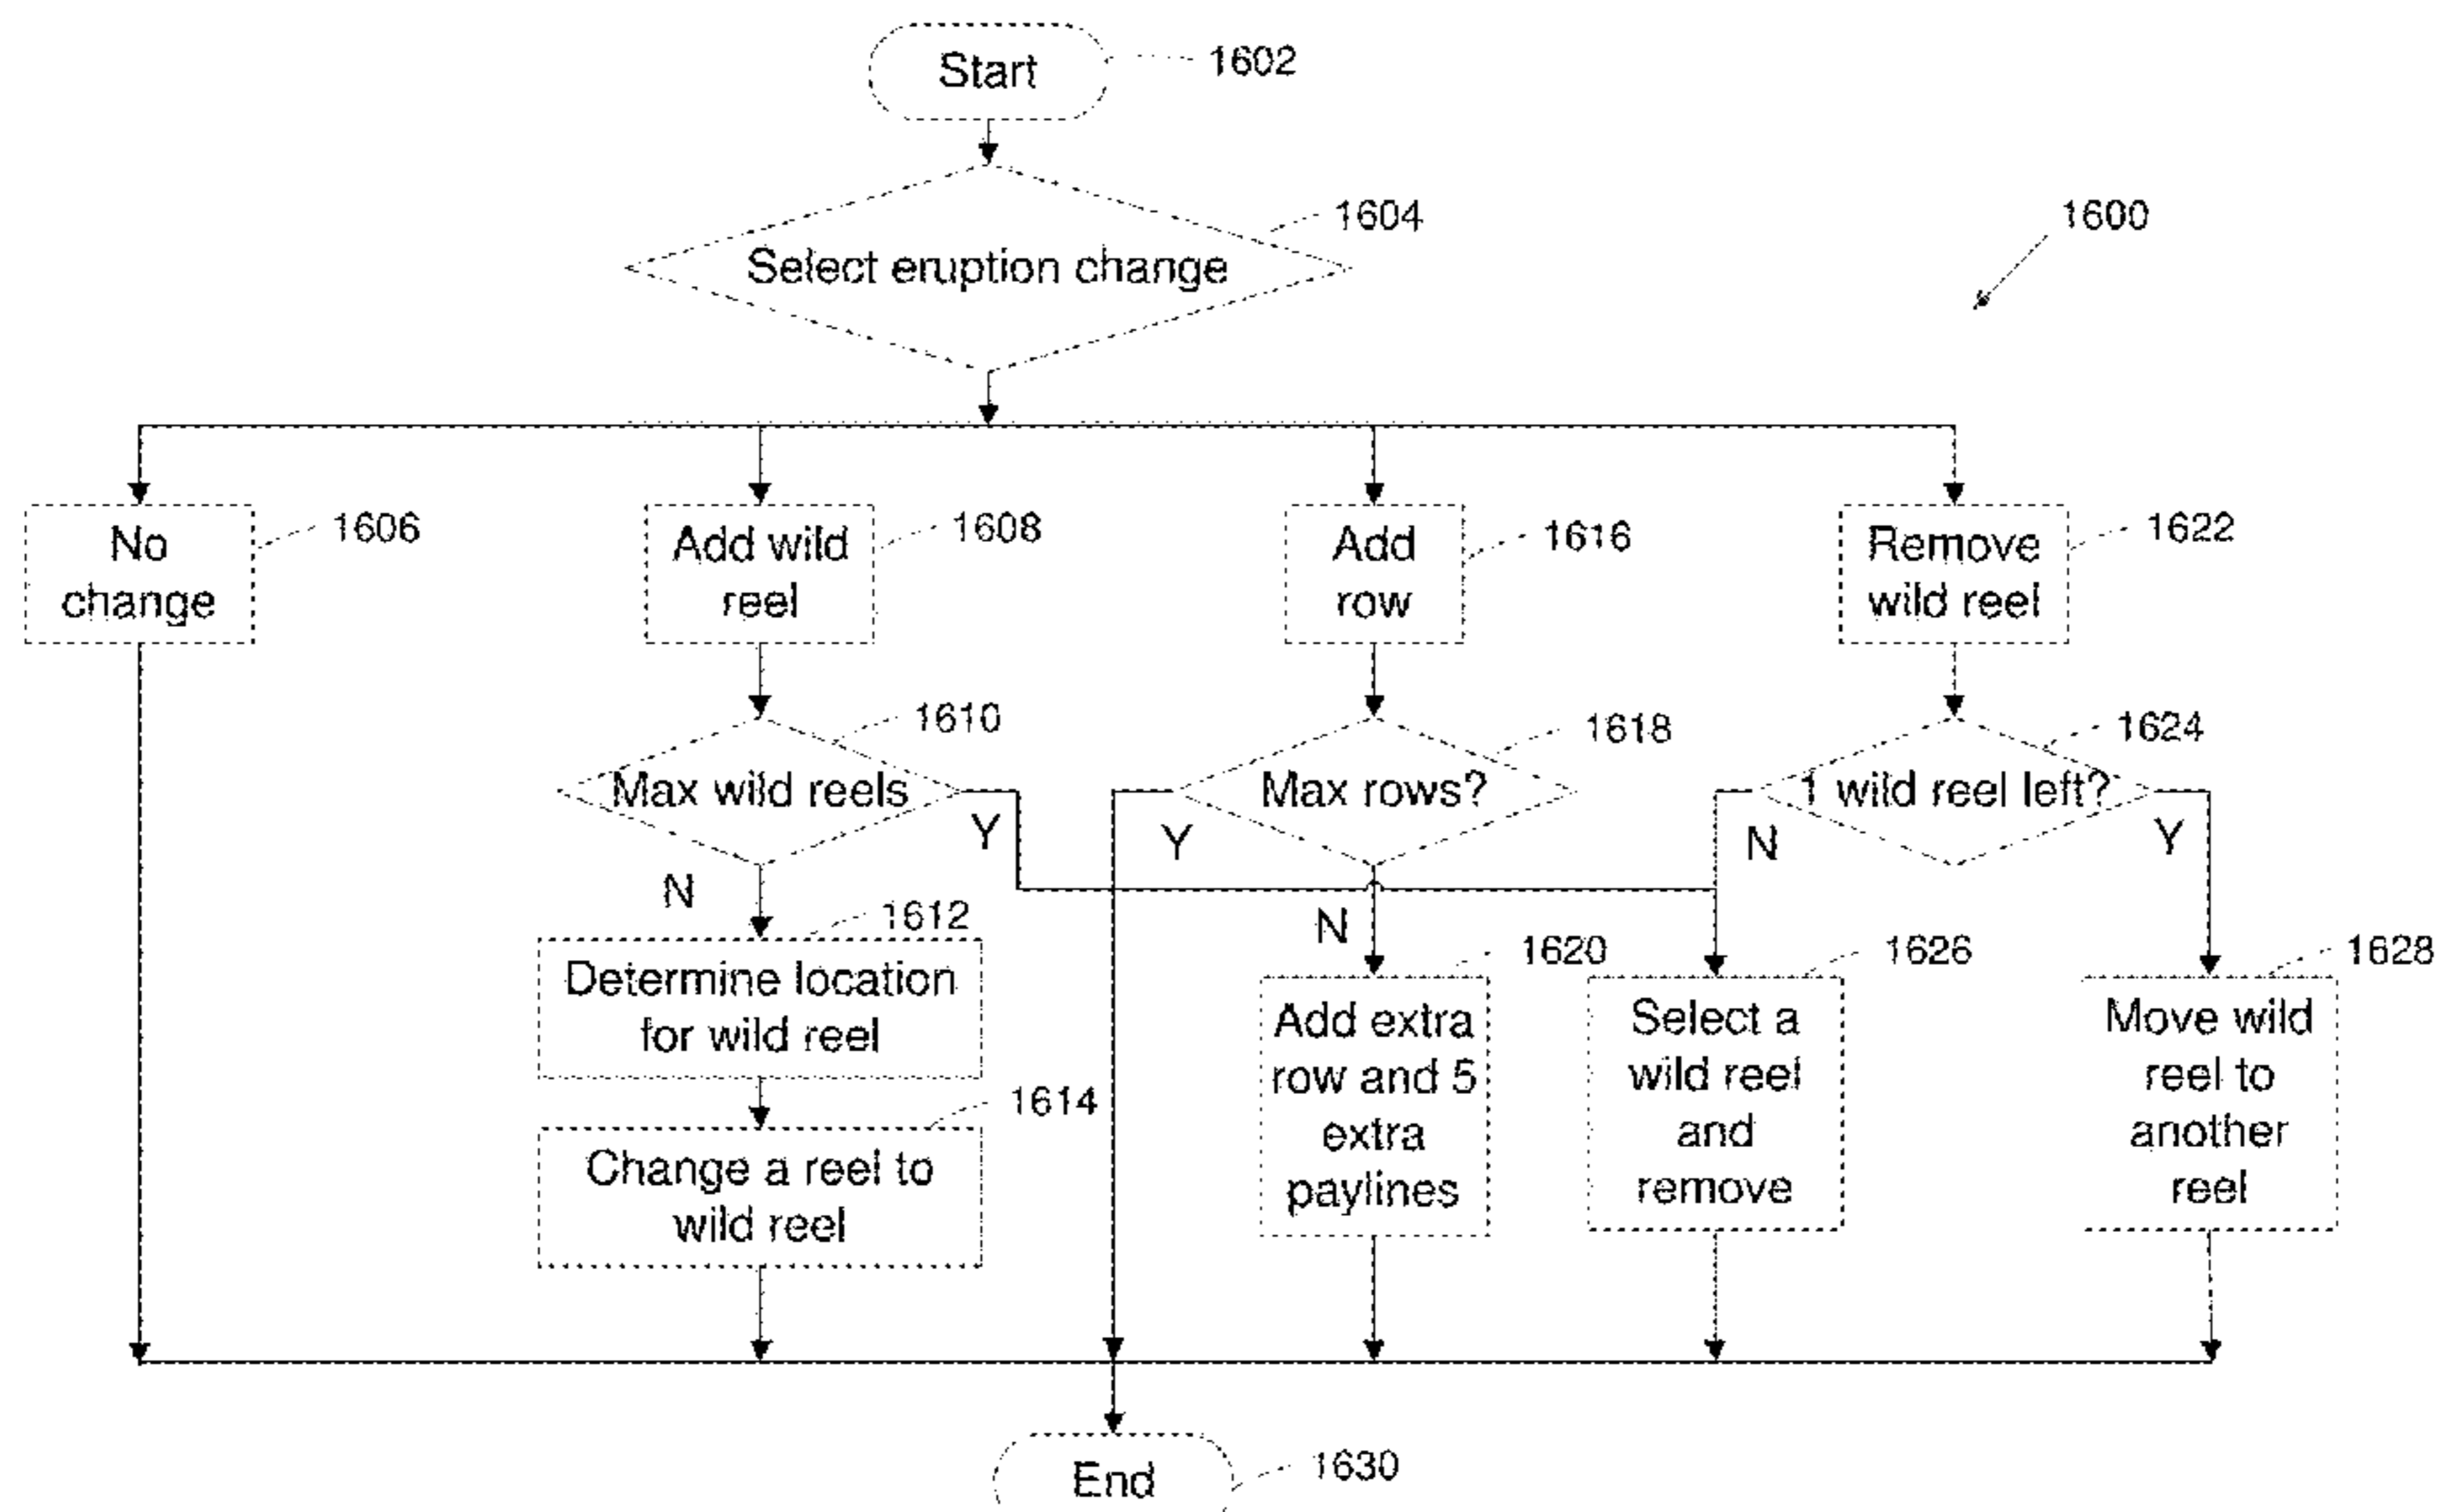 Start
1602
1604
Select eruption change
1600
No
change
1606
Add wild
reel
1608
Add
row
1616
Remove
wild reel
1622
1610
Max wild reels
Y
N
1618
Max rows?
Y
N
1624
1 wild reel left?
N
Y
1612
Determine location
for wild reel
1614
Change a reel to
wild reel
1620
Add extra
row and 5
extra
paylines
1626
Select a
wild reel
and
remove
1628
Move wild
reel to
another
reel
End
1630